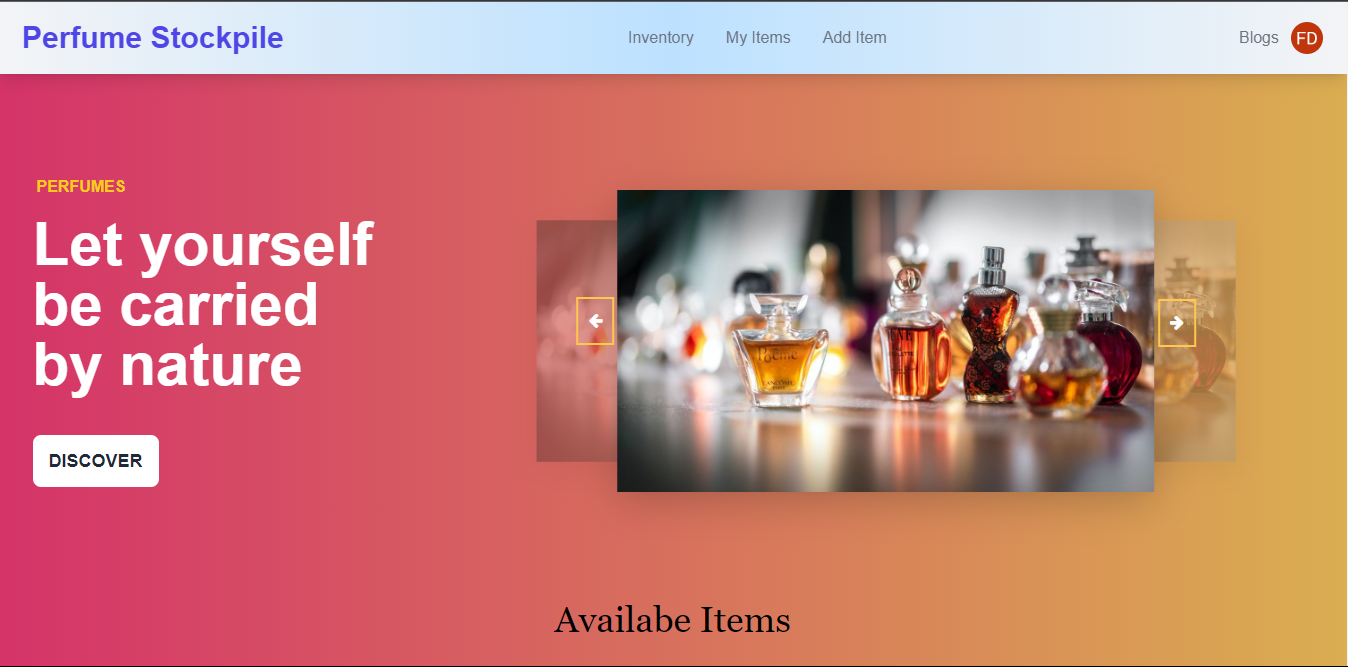 Perfume Stockpile
Inventory
My Items
Add Item
Blogs
FD
PERFUMES
Let yourself
be carried
by nature
DISCOVER
Poême
LANCÔME
Availabe Items